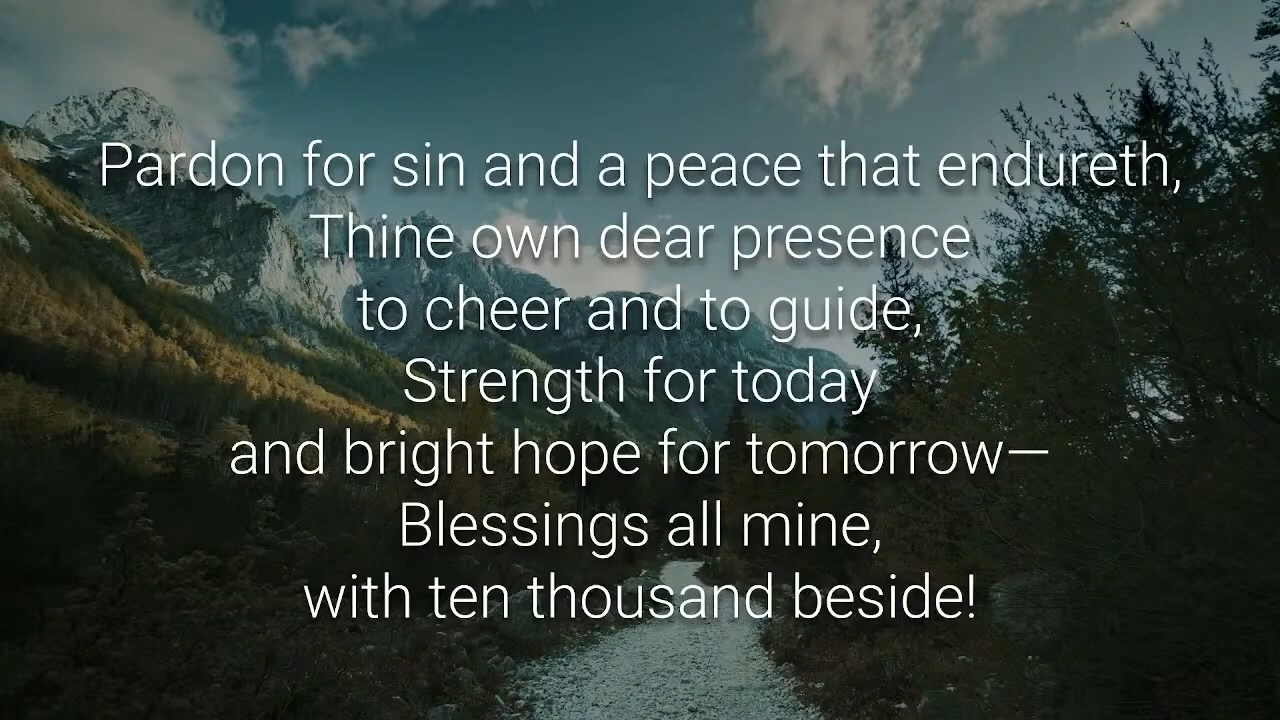 Pardon for sin and a peace that endureth,
Thine own dear presence
to cheer and to guide,
Strength for today
and bright hope for tomorrow—
Blessings all mine,
with ten thousand beside!